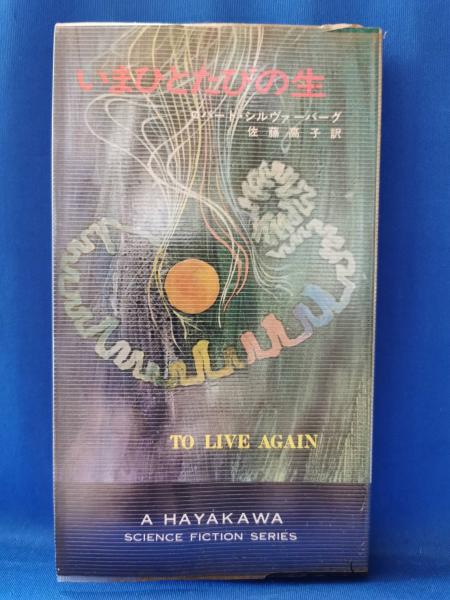 いまひとたびの生
ロバート・シルヴァーバーグ
佐藤高子訳
TO LIVE AGAIN
A HAYAKAWA
SCIENCE FICTION SERIES